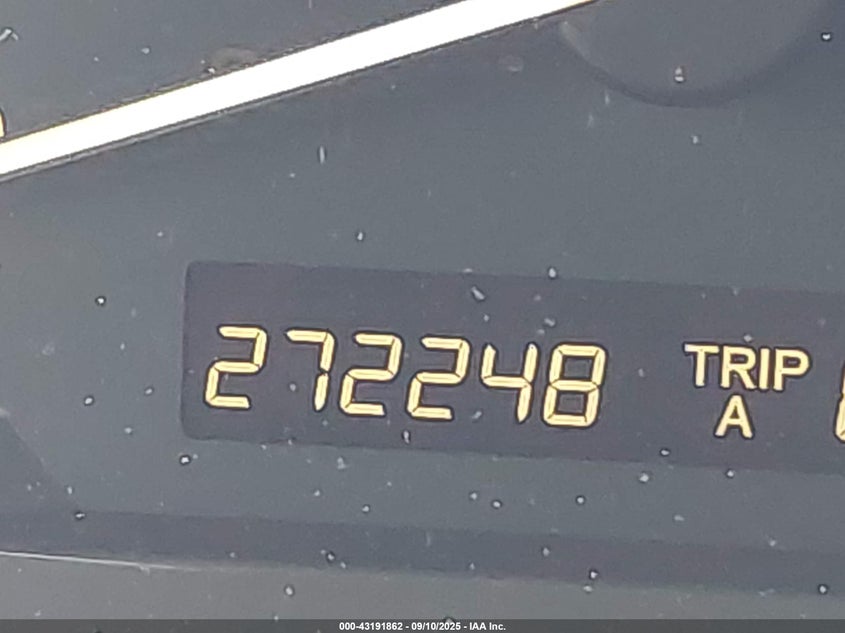 272248 TRIP
A
000-43191862 - 09/10/2025 - IAA Inc.